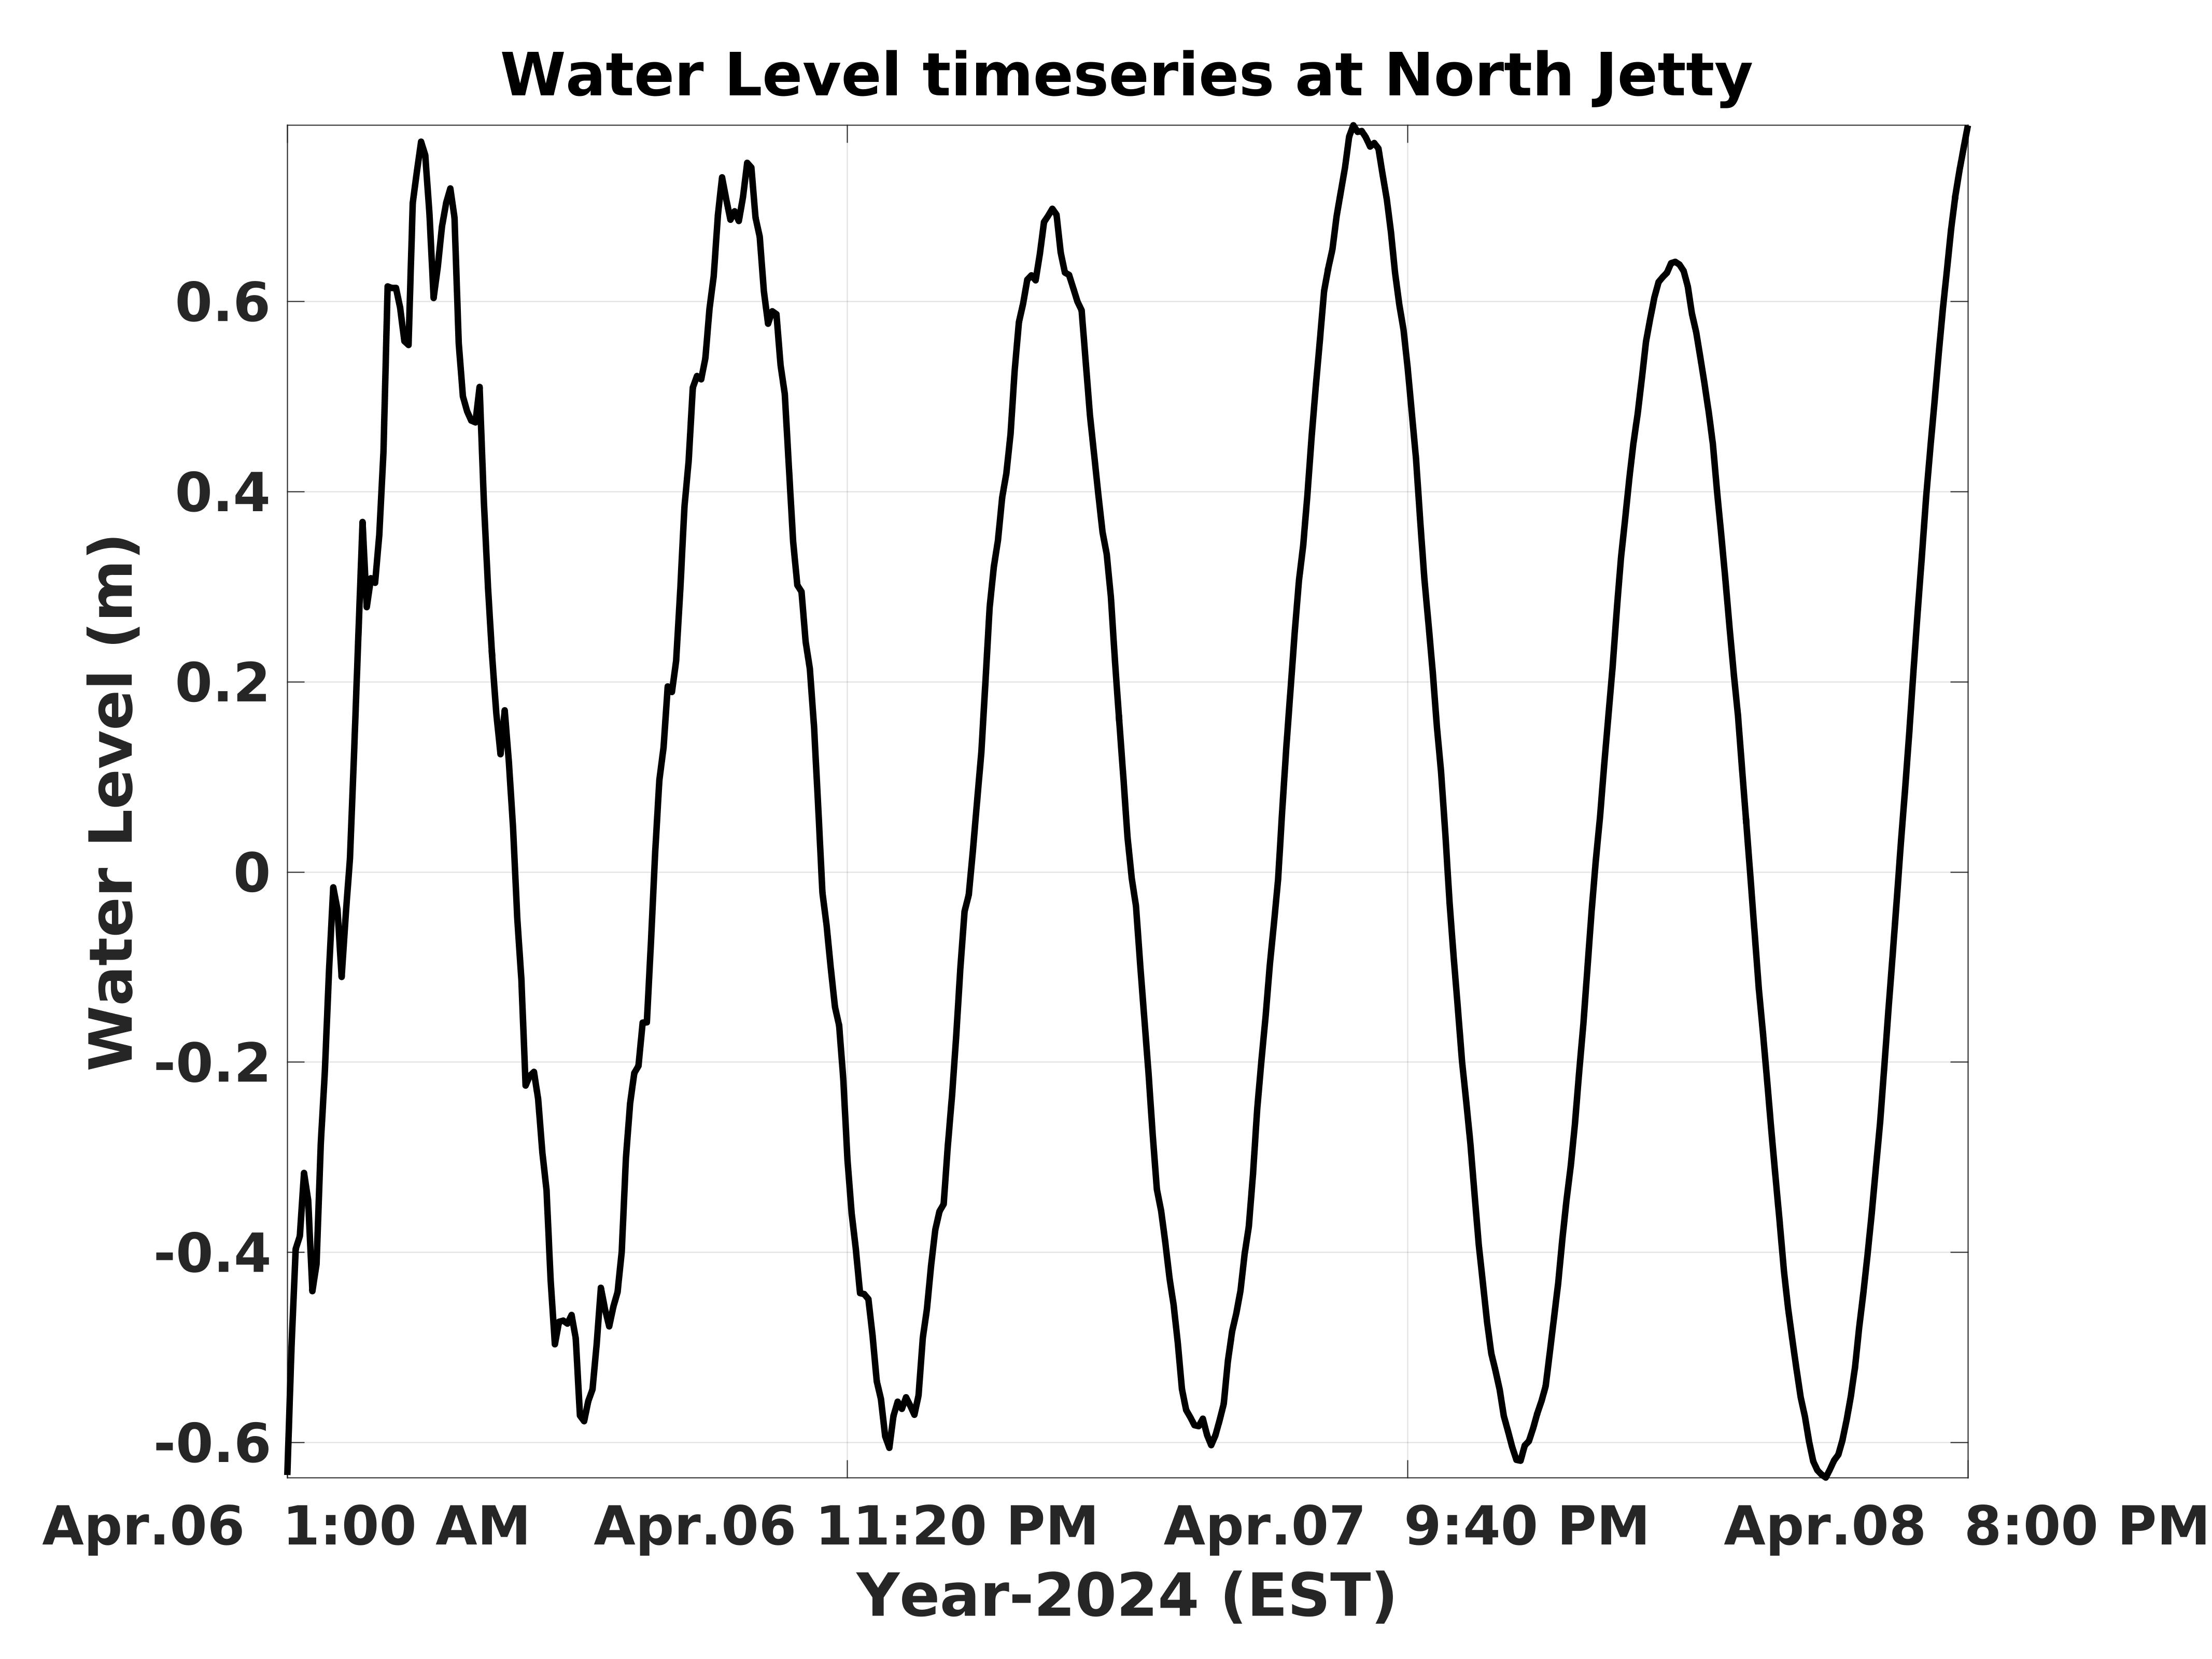 Water Level timeseries at North Jetty
Water Level (m)
0.6
0.4
0.2
0
-0.2
-0.4
-0.6
Apr.06  1:00 AM
Apr.06 11:20 PM
Apr.07  9:40 PM
Apr.08  8:00 PM
Year-2024 (EST)